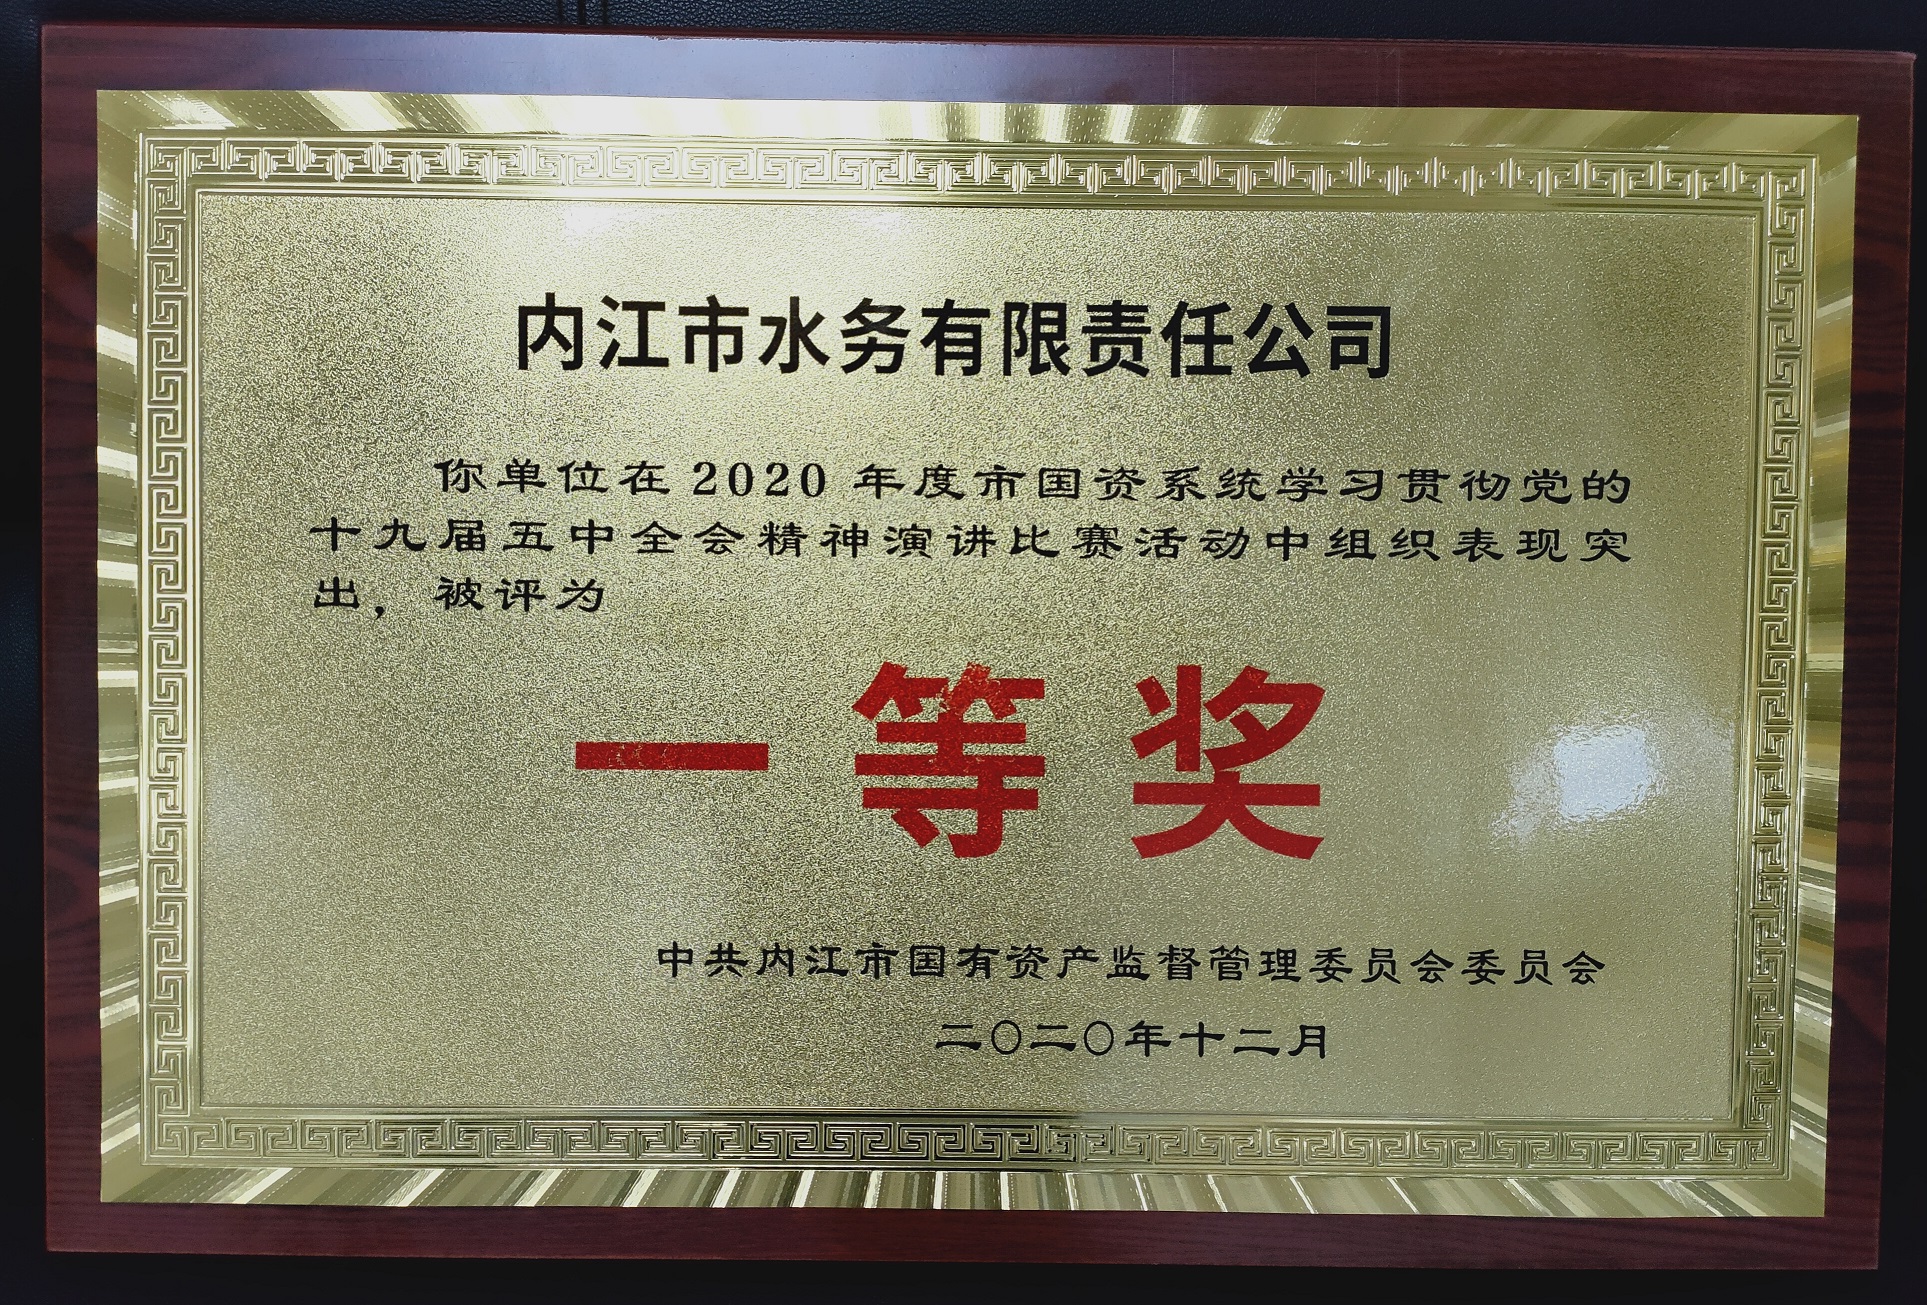 内江市水务有限责任公司
你单位在2020年度市国资系统学习贯彻党的
十九届五中全会精神演讲比赛活动中组织表现突
出，被评为
一等奖
中共内江市国有资产监督管理委员会委员会
二〇二〇年十二月